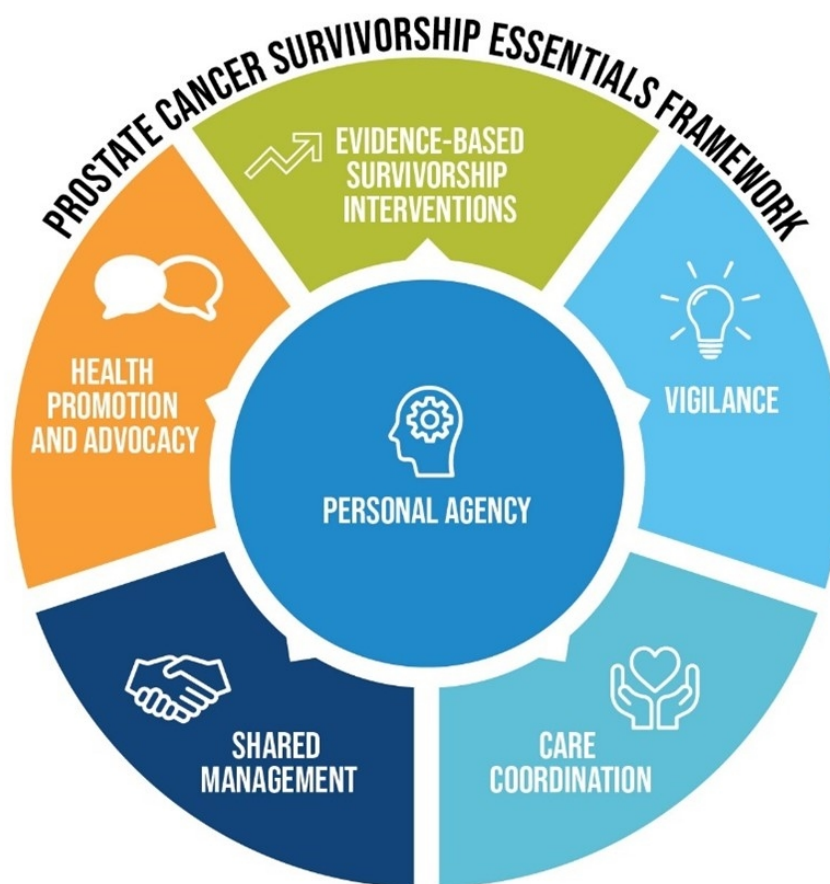 PROSTATE CANCER SURVIVORSHIP ESSENTIALS FRAMEWORK
EVIDENCE-BASED
SURVIVORSHIP
INTERVENTIONS
HEALTH
PROMOTION
AND ADVOCACY
VIGILANCE
PERSONAL AGENCY
SHARED
MANAGEMENT
CARE
COORDINATION